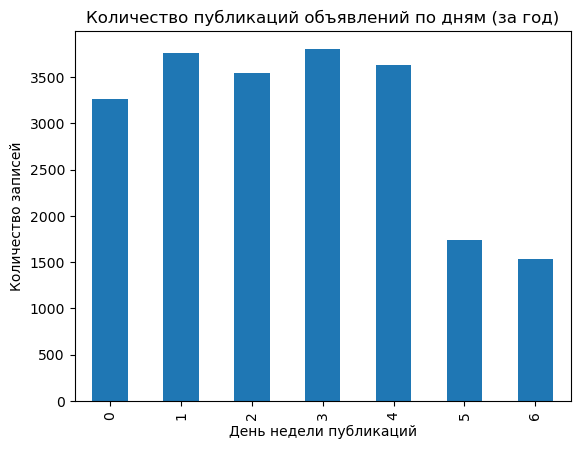 Количество публикаций объявлений по дням (за год)
Количество записей
3500
3000
2500
2000
1500
1000
500
0
0 1 2 3 4 5 6
День недели публикаций